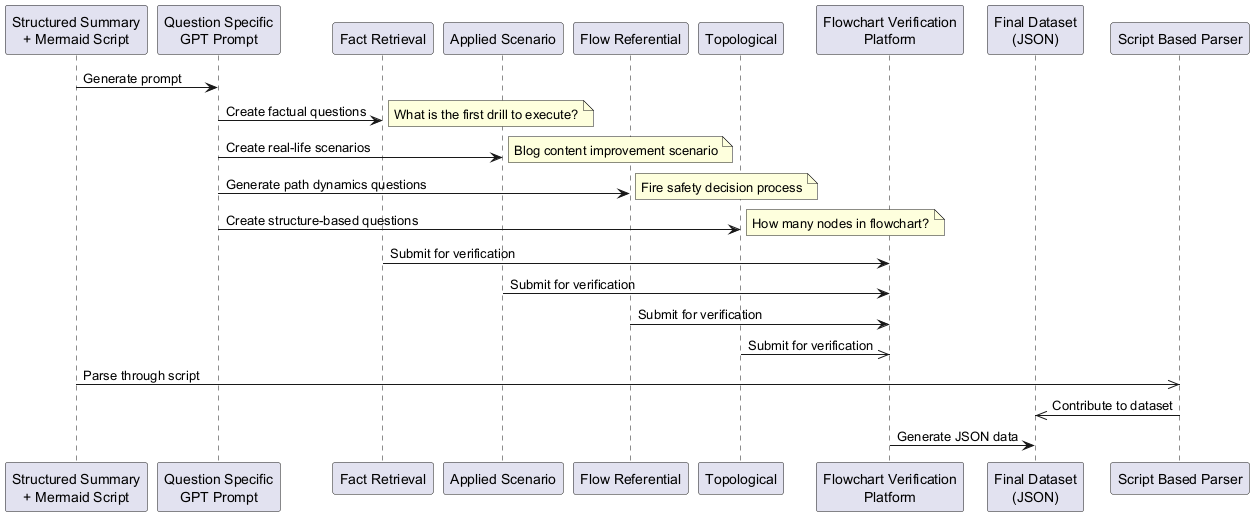 Structured Summary
+ Mermaid Script
Question Specific
GPT Prompt
Fact Retrieval
Applied Scenario
Flow Referential
Topological
Flowchart Verification
Platform
Final Dataset
(JSON)
Script Based Parser
Generate prompt
Create factual questions
What is the first drill to execute?
Create real-life scenarios
Blog content improvement scenario
Generate path dynamics questions
Fire safety decision process
Create structure-based questions
How many nodes in flowchart?
Submit for verification
Submit for verification
Submit for verification
Submit for verification
Parse through script
Contribute to dataset
Generate JSON data
Structured Summary
+ Mermaid Script
Question Specific
GPT Prompt
Fact Retrieval
Applied Scenario
Flow Referential
Topological
Flowchart Verification
Platform
Final Dataset
(JSON)
Script Based Parser